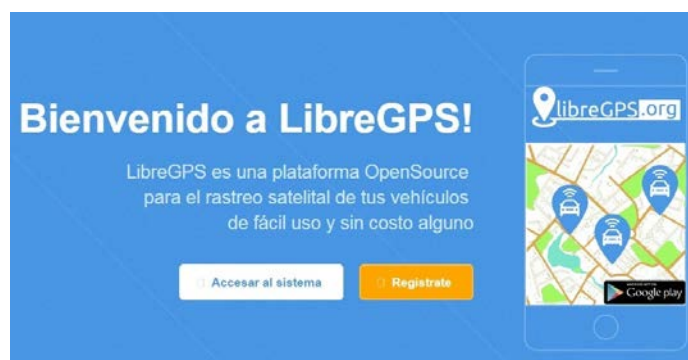 Bienvenido a LibreGPS!
LibreGPS es una plataforma OpenSource
para el rastreo satelital de tus vehículos
de fácil uso y sin costo alguno
Accesar al sistema
Registrate
libreGPS.org
Google play